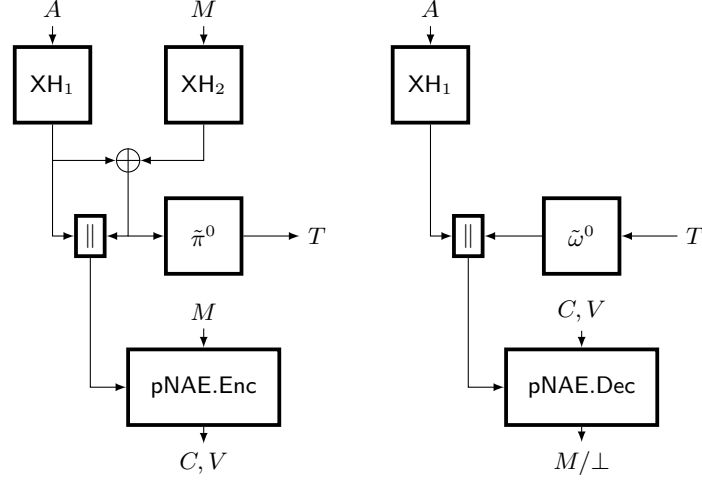 A M A
XH₁ XH₂ XH₁
|| π̃⁰ T || ω̃⁰ T
M C, V
pNAE.Enc pNAE.Dec
C, V M/⊥